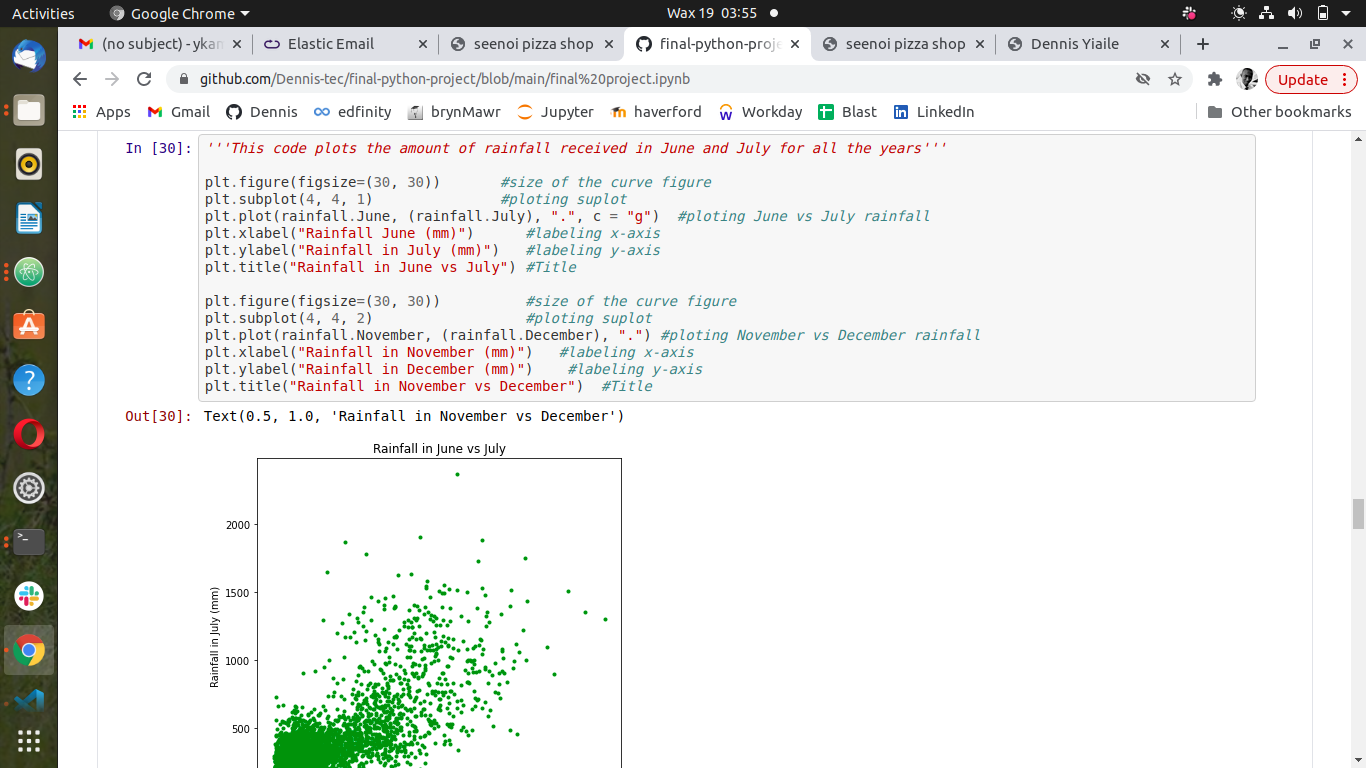 Activities
Google Chrome
Wax 19 03:55
(no subject) - ykan
Elastic Email
seenoi pizza shop
final-python-proje
seenoi pizza shop
Dennis Yiaile
github.com/Dennis-tec/final-python-project/blob/main/final%20project.ipynb
Update
Apps
Gmail
Dennis
edfinity
brynMawr
Jupyter
haverford
Workday
Blast
LinkedIn
Other bookmarks
In [30]:
'''This code plots the amount of rainfall received in June and July for all the years'''
plt.figure(figsize=(30, 30)) #size of the curve figure
plt.subplot(4, 4, 1) #ploting suplot
plt.plot(rainfall.June, (rainfall.July), ".", c = "g") #ploting June vs July rainfall
plt.xlabel("Rainfall June (mm)") #labeling x-axis
plt.ylabel("Rainfall in July (mm)") #labeling y-axis
plt.title("Rainfall in June vs July") #Title
plt.figure(figsize=(30, 30)) #size of the curve figure
plt.subplot(4, 4, 2) #ploting suplot
plt.plot(rainfall.November, (rainfall.December), ".") #ploting November vs December rainfall
plt.xlabel("Rainfall in November (mm)") #labeling x-axis
plt.ylabel("Rainfall in December (mm)") #labeling y-axis
plt.title("Rainfall in November vs December") #Title
Out[30]: Text(0.5, 1.0, 'Rainfall in November vs December')
Rainfall in June vs July
2000
1500
1000
500
Rainfall in July (mm)